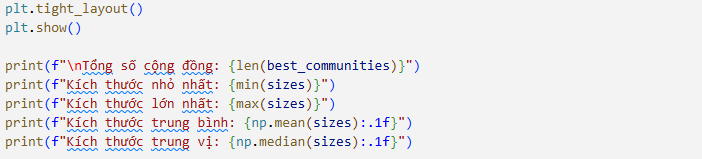 plt.tight_layout()
plt.show()
print(f"\nTổng số cộng đồng: {len(best_communities)}")
print(f"Kích thước nhỏ nhất: {min(sizes)}")
print(f"Kích thước lớn nhất: {max(sizes)}")
print(f"Kích thước trung bình: {np.mean(sizes):.1f}")
print(f"Kích thước trung vị: {np.median(sizes):.1f}")